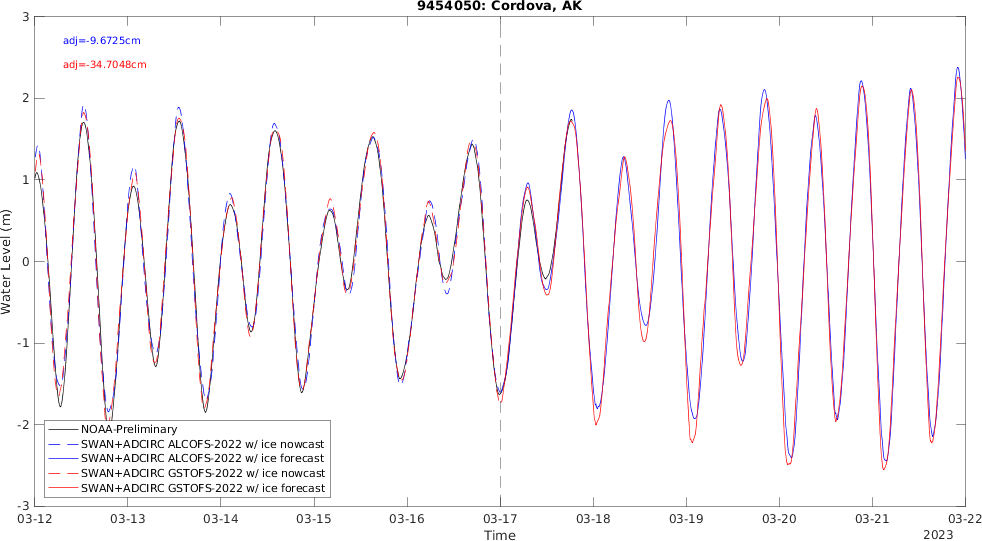 9454050: Cordova, AK
adj=-9.6725cm
adj=-34.7048cm
3
2
1
0
-1
-2
-3
Water Level (m)
NOAA-Preliminary
SWAN+ADCIRC ALCOFS-2022 w/ ice nowcast
SWAN+ADCIRC ALCOFS-2022 w/ ice forecast
SWAN+ADCIRC GSTOFS-2022 w/ ice nowcast
SWAN+ADCIRC GSTOFS-2022 w/ ice forecast
03-12 03-13 03-14 03-15 03-16 03-17 03-18 03-19 03-20 03-21 03-22
Time
2023